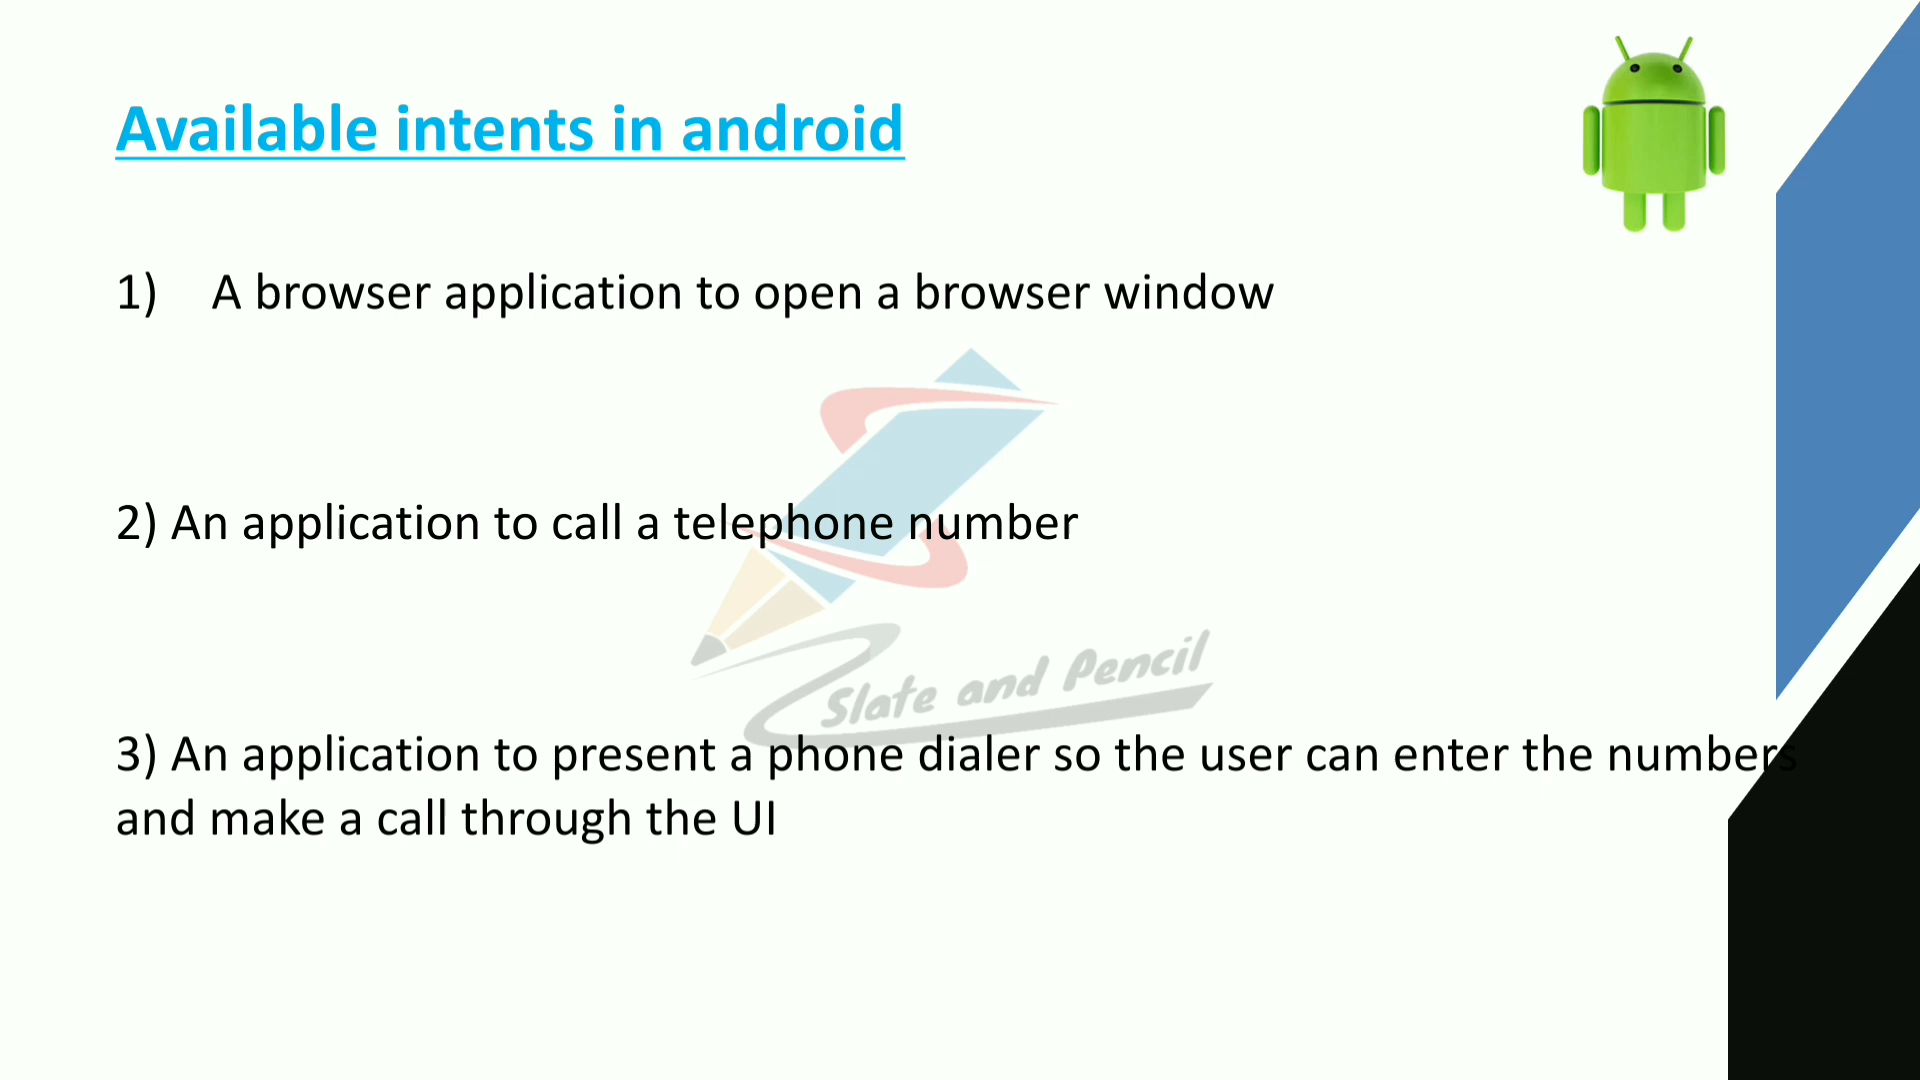 Available intents in android
1) A browser application to open a browser window
2) An application to call a telephone number
Slate and Pencil
3) An application to present a phone dialer so the user can enter the numbers
and make a call through the UI